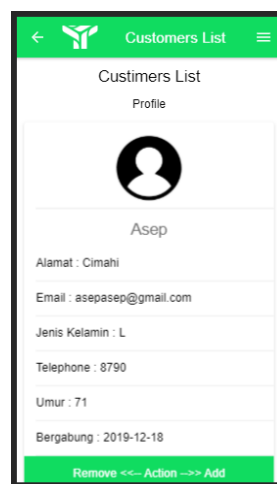 Customers List
Custimers List
Profile
Asep
Alamat : Cimahi
Email : asepasep@gmail.com
Jenis Kelamin : L
Telephone : 8790
Umur : 71
Bergabung : 2019-12-18
Remove <<-- Action -->> Add